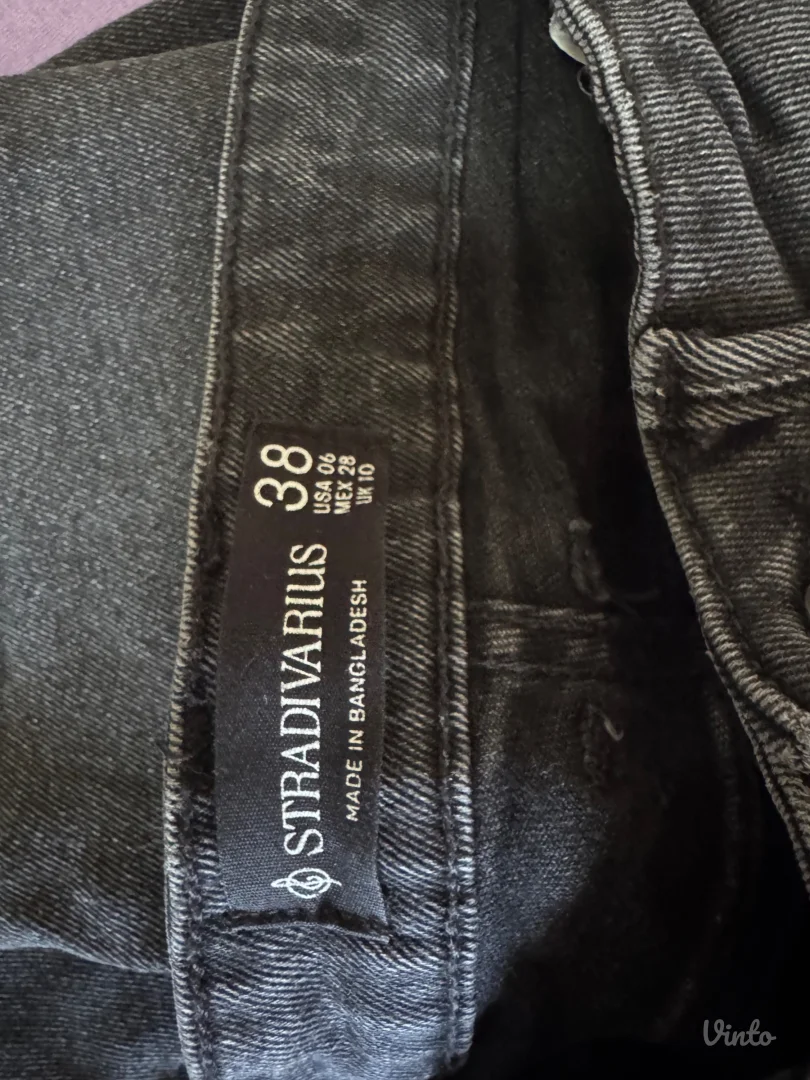 38
USA 06
MEX 28
UK 10
STRADIVARIUS
MADE IN BANGLADESH
Vinto